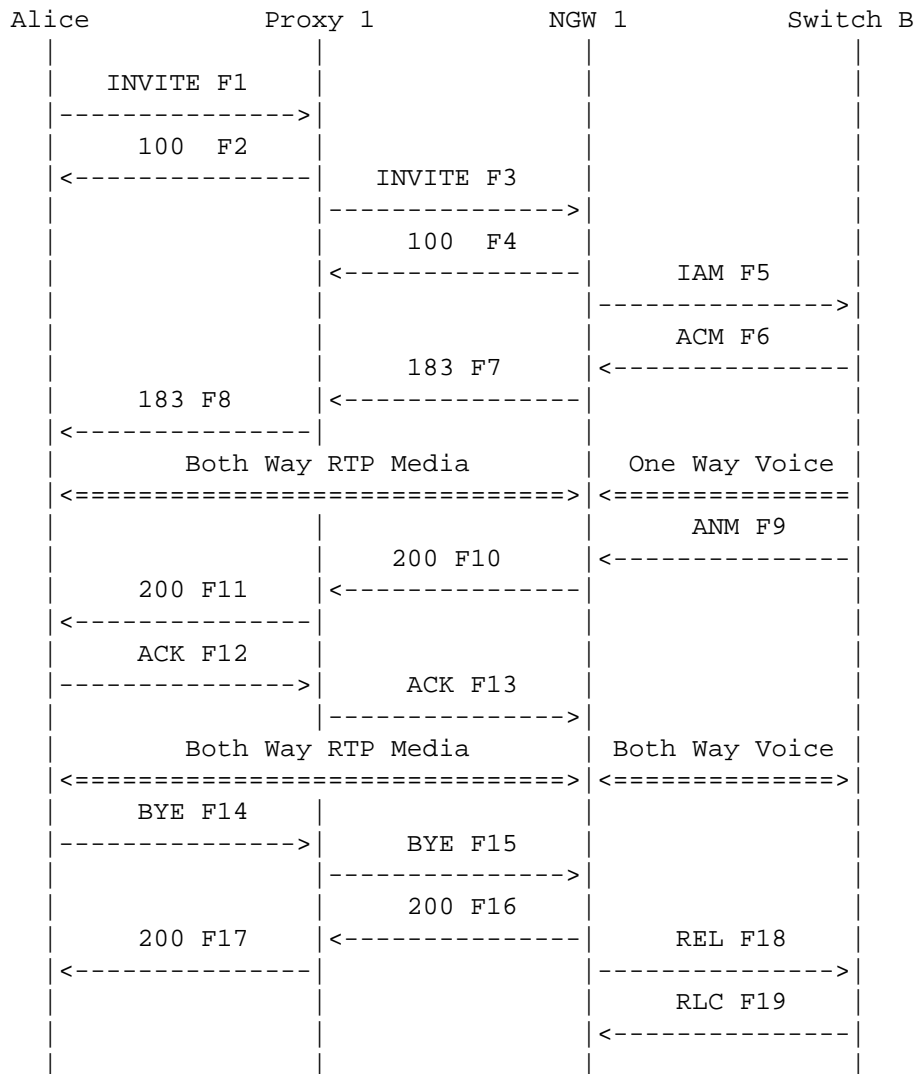 Alice Proxy 1 NGW 1 Switch B
INVITE F1
100 F2
INVITE F3
100 F4
IAM F5
ACM F6
183 F7
183 F8
Both Way RTP Media One Way Voice
ANM F9
200 F10
200 F11
ACK F12
ACK F13
Both Way RTP Media Both Way Voice
BYE F14
BYE F15
200 F16
200 F17 REL F18
RLC F19